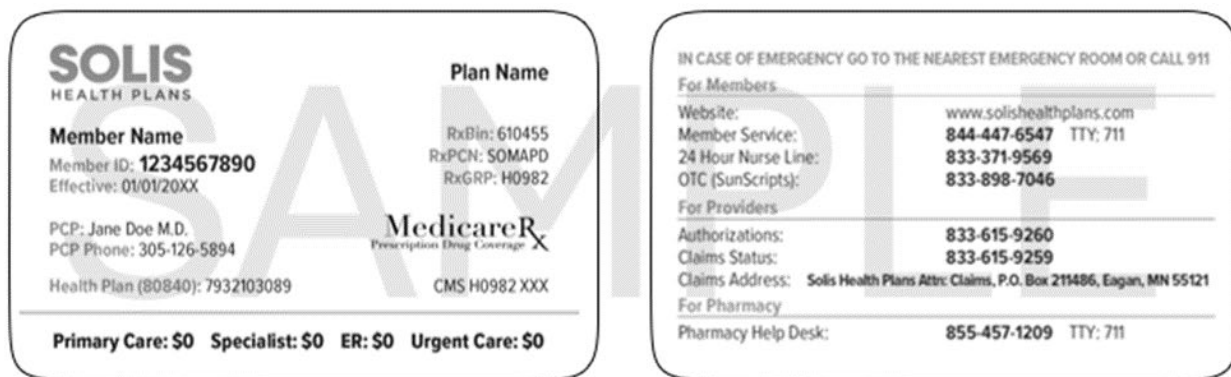 SOLIS
HEALTH PLANS
Plan Name
Member Name
Member ID: 1234567890
Effective: 01/01/20XX
RxBin: 610455
RxPCN: SOMAPD
RxGRP: H0982
PCP: Jane Doe M.D.
PCP Phone: 305-126-5894
MedicareRx
Prescription Drug Coverage
Health Plan (80840): 7932103089
CMS H0982 XXX
Primary Care: $0 Specialist: $0 ER: $0 Urgent Care: $0
IN CASE OF EMERGENCY GO TO THE NEAREST EMERGENCY ROOM OR CALL 911
For Members
Website: www.solishealthplans.com
Member Service: 844-447-6547 TTY: 711
24 Hour Nurse Line: 833-371-9569
OTC (SunScripts): 833-898-7046
For Providers
Authorizations: 833-615-9260
Claims Status: 833-615-9259
Claims Address: Solis Health Plans Attn: Claims, P.O. Box 211486, Eagan, MN 55121
For Pharmacy
Pharmacy Help Desk: 855-457-1209 TTY: 711
SAMPLE